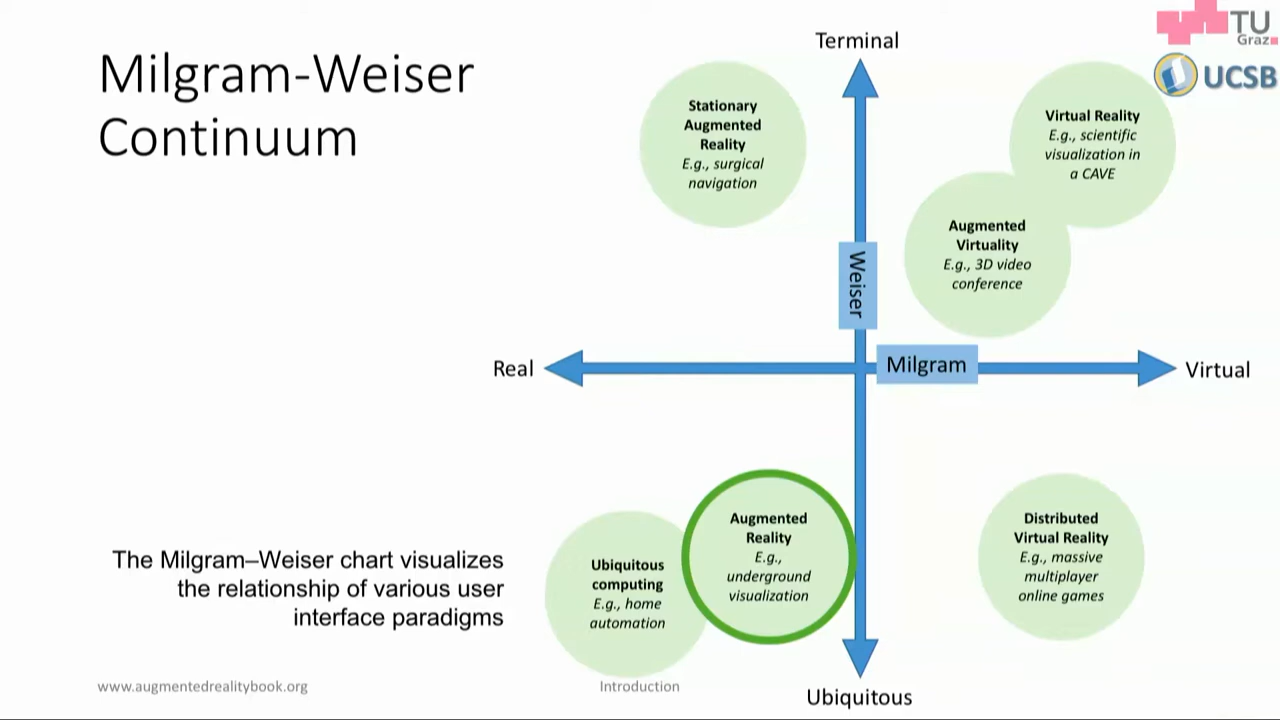 Milgram-Weiser
Continuum
Terminal
TU
Graz
UCSB
Stationary
Augmented
Reality
E.g., surgical
navigation
Virtual Reality
E.g., scientific
visualization in
a CAVE
Augmented
Virtuality
E.g., 3D video
conference
Weiser
Real
Milgram
Virtual
The Milgram–Weiser chart visualizes
the relationship of various user
interface paradigms
Ubiquitous
computing
E.g., home
automation
Augmented
Reality
E.g.,
underground
visualization
Distributed
Virtual Reality
E.g., massive
multiplayer
online games
www.augmentedrealitybook.org
Introduction
Ubiquitous